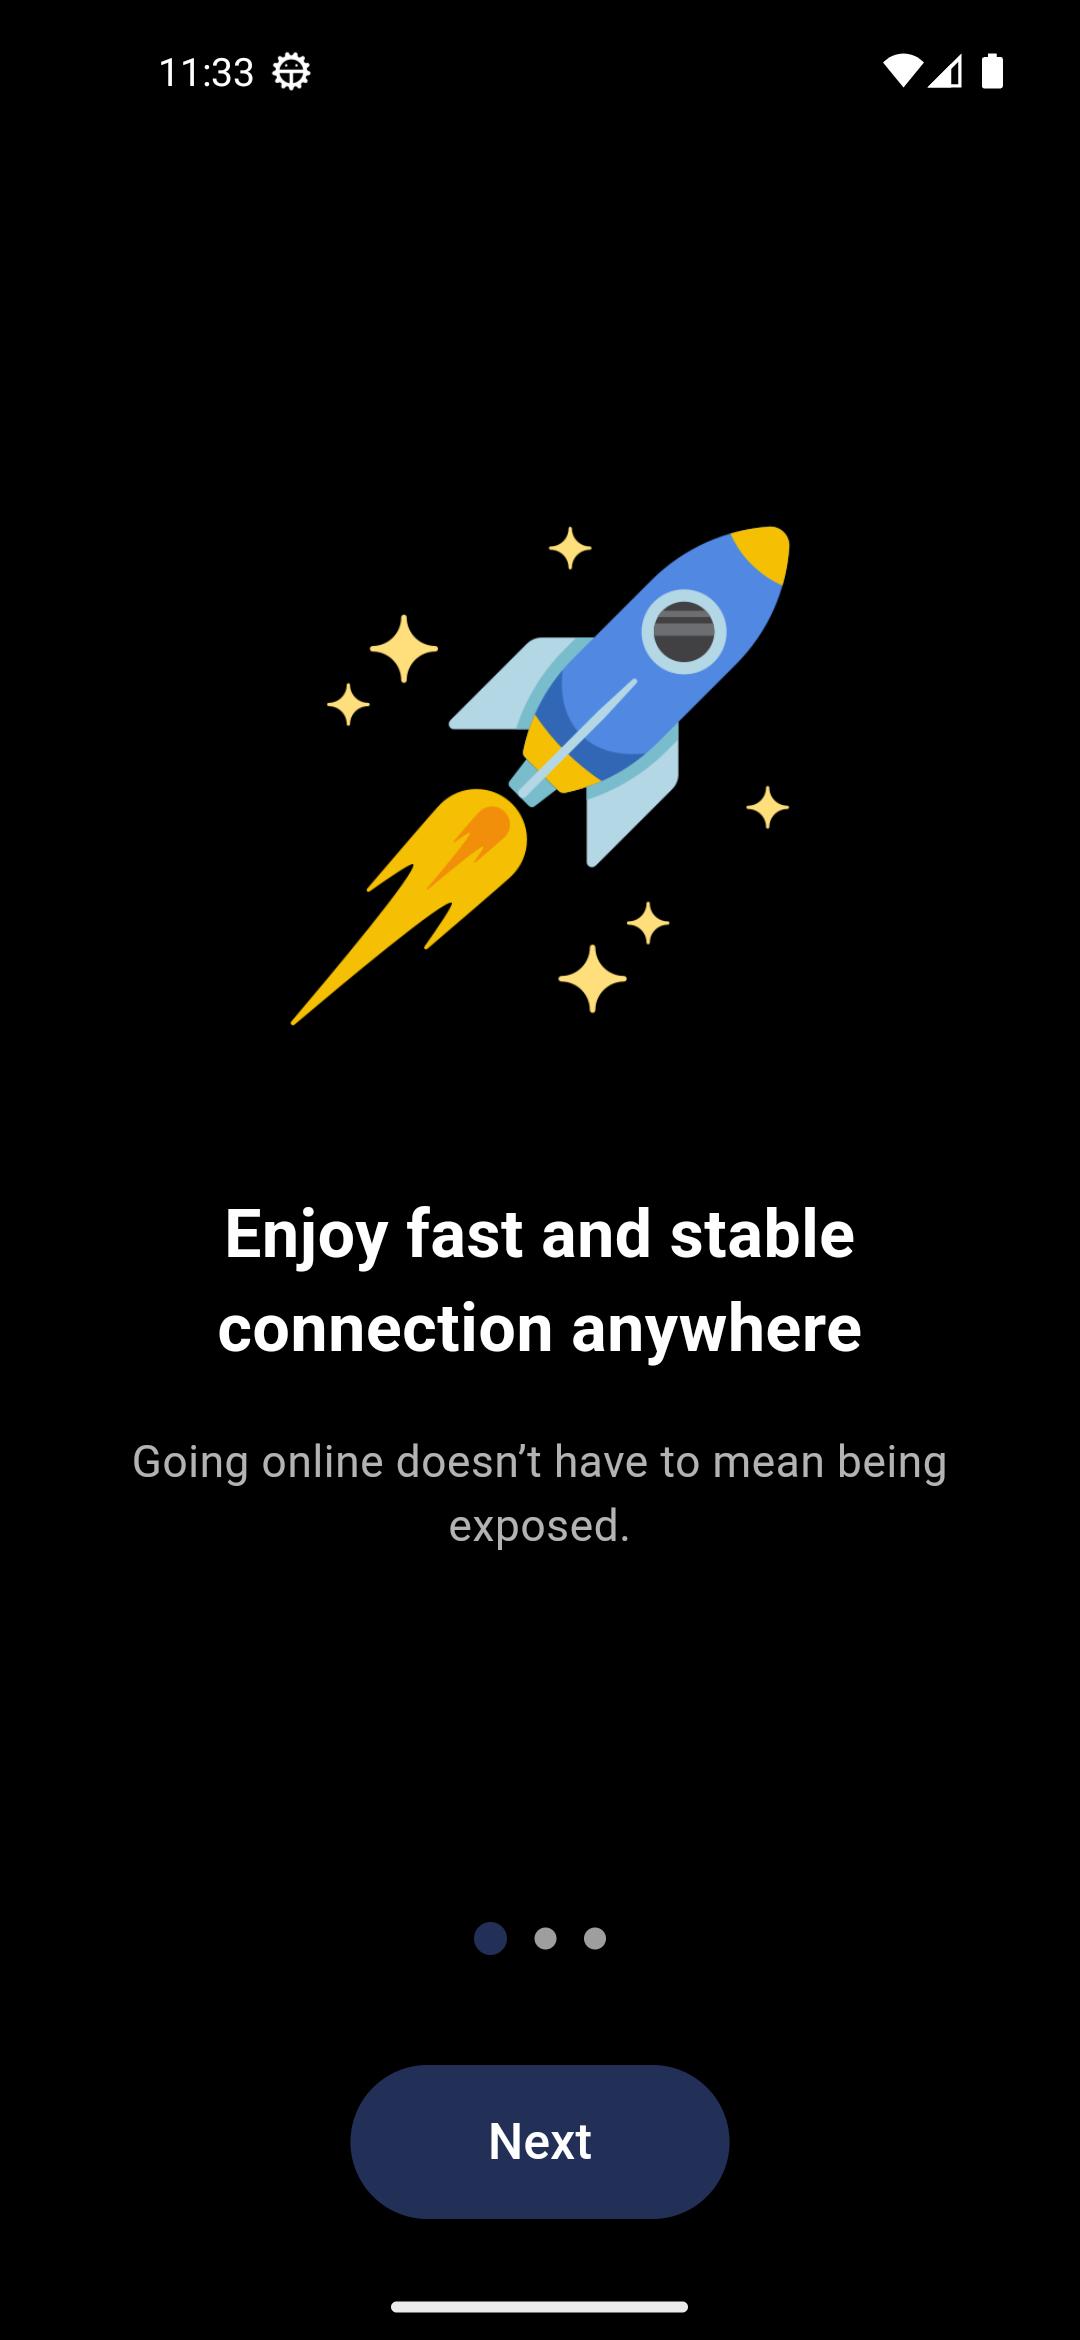 11:33
Enjoy fast and stable
connection anywhere
Going online doesn’t have to mean being
exposed.
Next